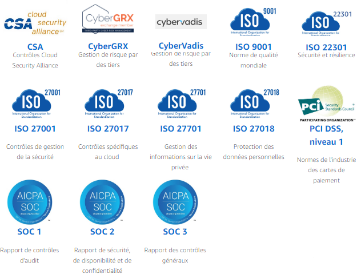 CSA cloud security alliance
CyberGRX
cybervadis
ISO 9001
ISO 22301
CSA
CyberGRX
CyberVadis
ISO 9001
ISO 22301
Contrôles Cloud Security Alliance
Gestion de risque par des tiers
Gestion de risque par des tiers
Norme de qualité mondiale
Sécurité et résilience
ISO 27001
ISO 27017
ISO 27701
ISO 27018
PCI Security Standards Council
PARTICIPATING ORGANIZATION
ISO 27001
ISO 27017
ISO 27701
ISO 27018
PCI DSS, niveau 1
Contrôles de gestion de la sécurité
Contrôles spécifiques au cloud
Gestion des informations sur la vie privée
Protection des données personnelles
Normes de l'industrie des cartes de paiement
AICPA SOC
AICPA SOC
AICPA SOC
SOC 1
SOC 2
SOC 3
Rapport de contrôles d'audit
Rapport de sécurité, de disponibilité et de confidentialité
Rapport des contrôles généraux